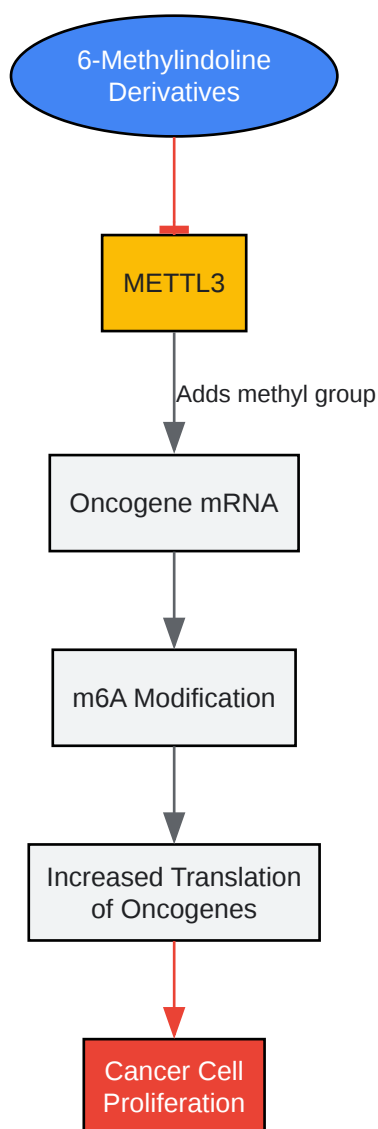 6-Methylindoline
Derivatives
METTL3
Adds methyl group
Oncogene mRNA
m6A Modification
Increased Translation
of Oncogenes
Cancer Cell
Proliferation